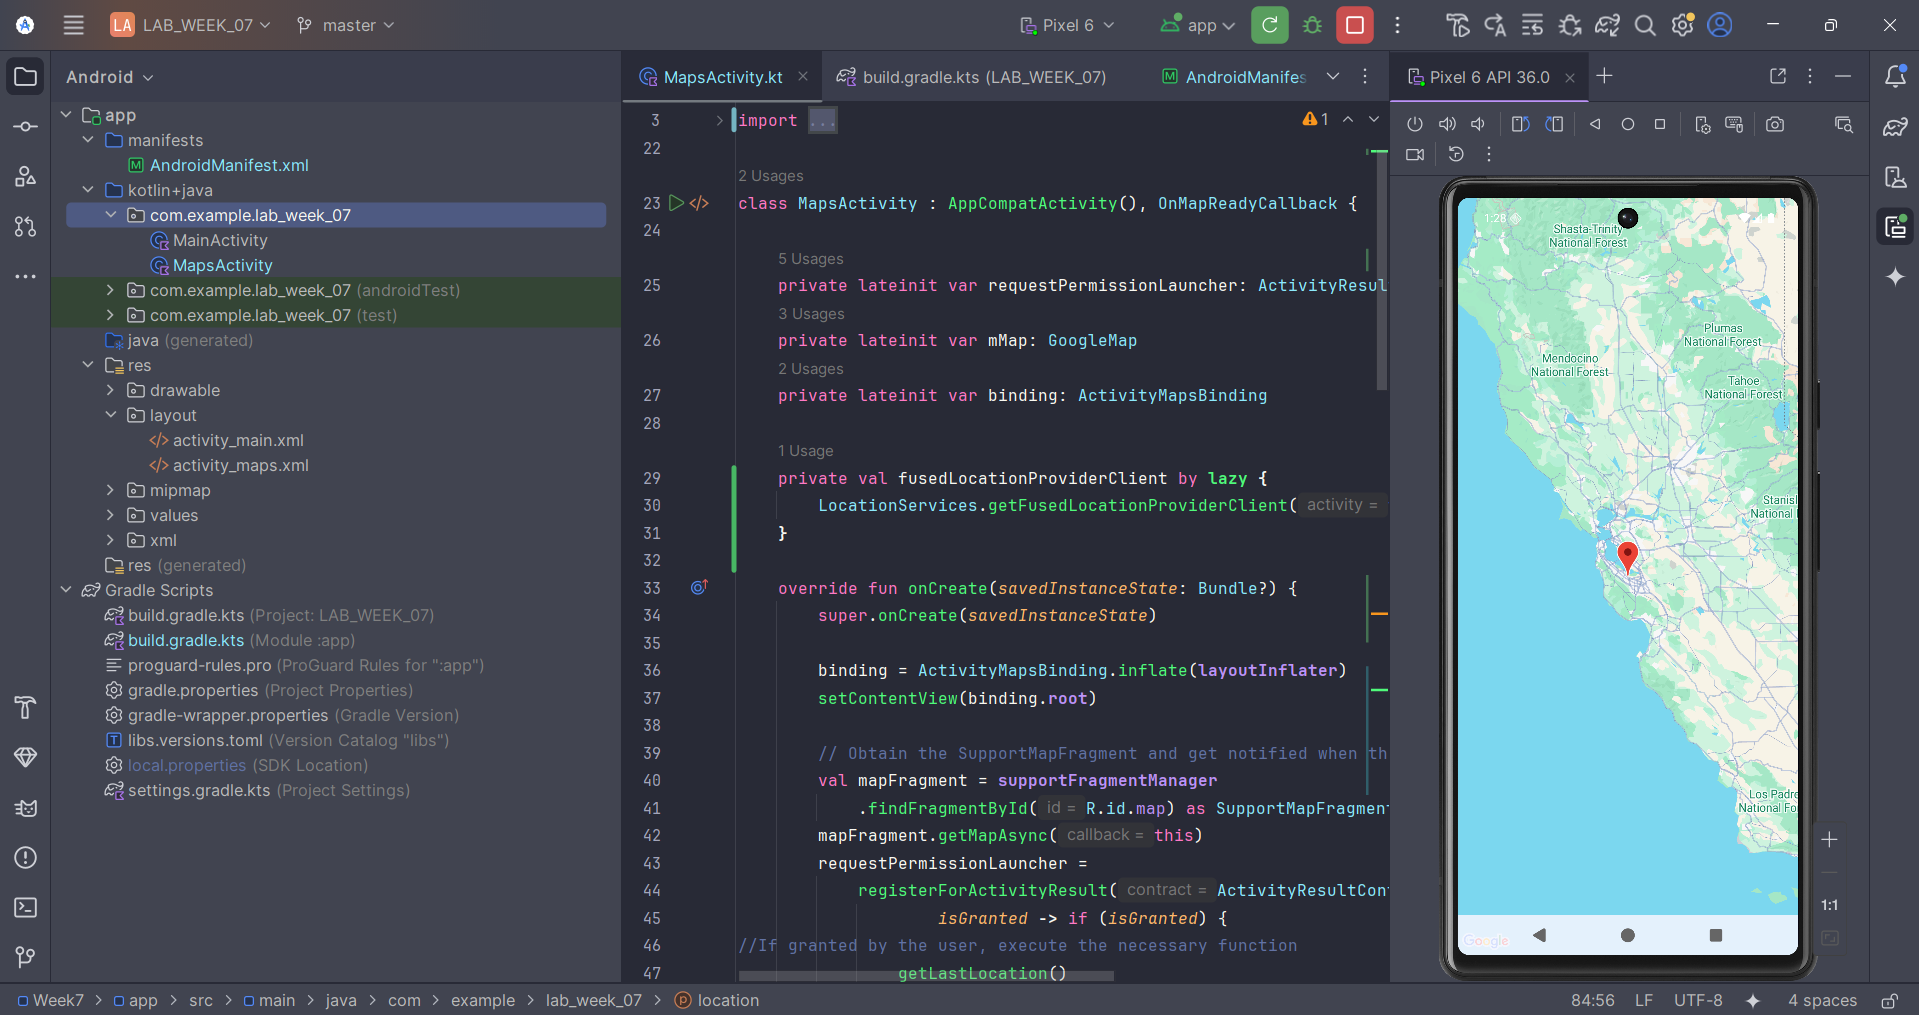 LA LAB_WEEK_07 master Pixel 6 app
Android
app
manifests
AndroidManifest.xml
kotlin+java
com.example.lab_week_07
MainActivity
MapsActivity
com.example.lab_week_07 (androidTest)
com.example.lab_week_07 (test)
java (generated)
res
drawable
layout
activity_main.xml
activity_maps.xml
mipmap
values
xml
res (generated)
Gradle Scripts
build.gradle.kts (Project: LAB_WEEK_07)
build.gradle.kts (Module :app)
proguard-rules.pro (ProGuard Rules for ":app")
gradle.properties (Project Properties)
gradle-wrapper.properties (Gradle Version)
libs.versions.toml (Version Catalog "libs")
local.properties (SDK Location)
settings.gradle.kts (Project Settings)
MapsActivity.kt build.gradle.kts (LAB_WEEK_07) AndroidManifes
3 import ... 1
22
2 Usages
23 class MapsActivity : AppCompatActivity(), OnMapReadyCallback {
24
5 Usages
25 private lateinit var requestPermissionLauncher: ActivityResul
3 Usages
26 private lateinit var mMap: GoogleMap
2 Usages
27 private lateinit var binding: ActivityMapsBinding
28
1 Usage
29 private val fusedLocationProviderClient by lazy {
30 LocationServices.getFusedLocationProviderClient( activity =
31 }
32
33 override fun onCreate(savedInstanceState: Bundle?) {
34 super.onCreate(savedInstanceState)
35
36 binding = ActivityMapsBinding.inflate(layoutInflater)
37 setContentView(binding.root)
38
39 // Obtain the SupportMapFragment and get notified when th
40 val mapFragment = supportFragmentManager
41 .findFragmentById( id = R.id.map) as SupportMapFragment
42 mapFragment.getMapAsync( callback = this)
43 requestPermissionLauncher =
44 registerForActivityResult( contract = ActivityResultCont
45 isGranted -> if (isGranted) {
46 //If granted by the user, execute the necessary function
47 getLastLocation()
Pixel 6 API 36.0
1:28
Shasta-Trinity
National Forest
Plumas
National Forest
Mendocino
National Forest
Tahoe
National Forest
Stanisl
National
Los Padre
National Fo
Google
1:1
Week7 > app > src > main > java > com > example > lab_week_07 > location
84:56 LF UTF-8 4 spaces